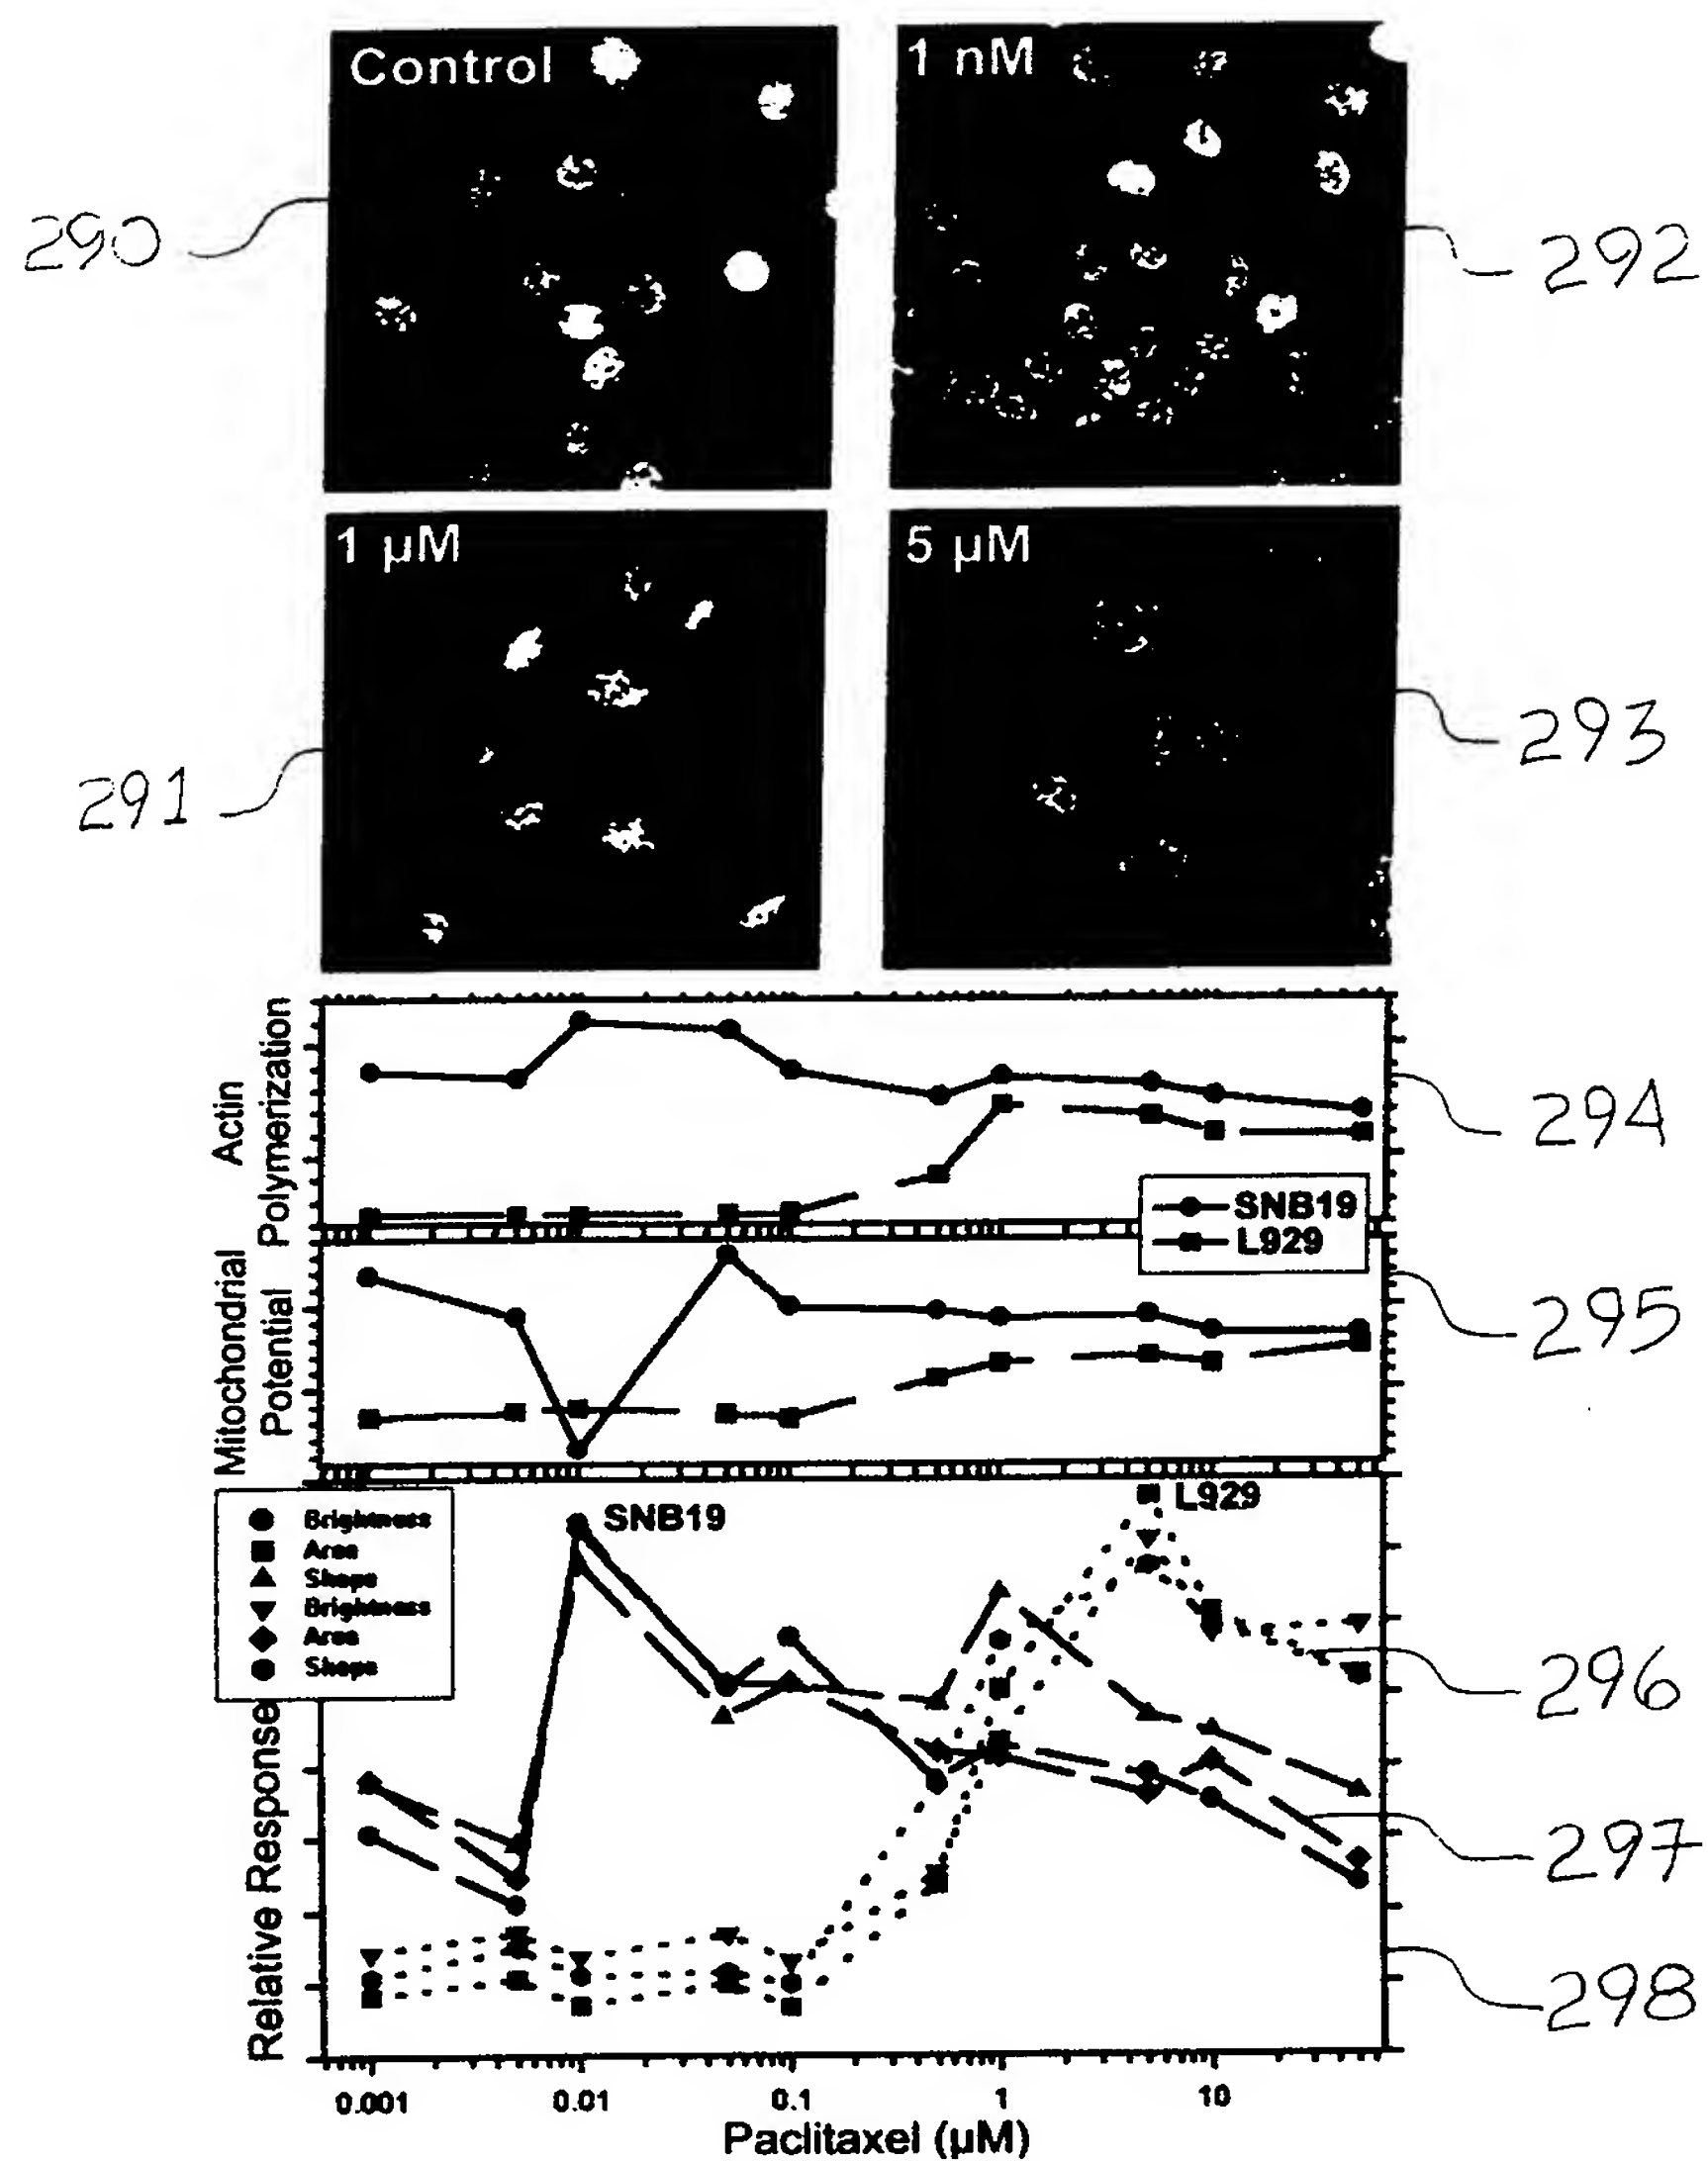 Control
1 nM
290
292
1 µM
5 µM
291
293
Actin
Polymerization
294
SNB19
L929
Mitochondrial
Potential
295
Brightness
Area
Shape
Brightness
Area
Shape
SNB19
L929
296
Relative Response
297
298
0.001
0.01
0.1
1
10
Paclitaxel (µM)